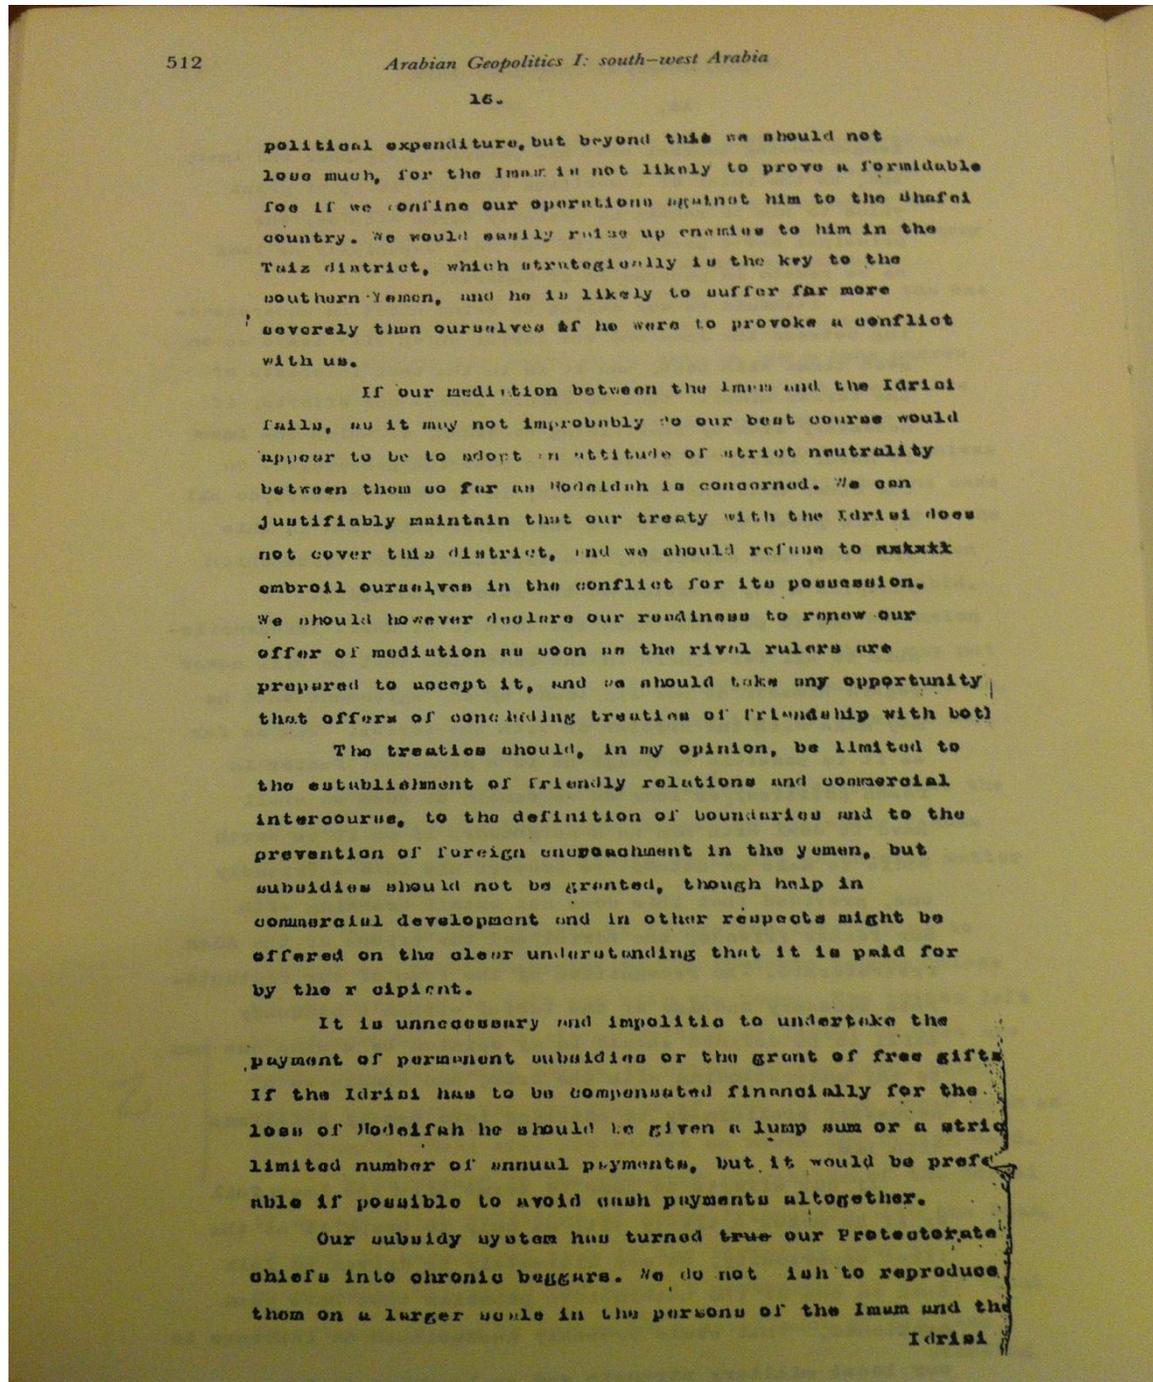 512
Arabian Geopolitics I: south-west Arabia
16.
political expenditure, but beyond this we should not
lose much, for the Imam is not likely to prove a formidable
foe if we confine our operations against him to the Shafei
country. We would easily raise up enemies to him in the
Taiz district, which strategically is the key to the
southern Yemen, and he is likely to suffer far more
severely than ourselves if he were to provoke a conflict
with us.
If our mediation between the Imam and the Idrisi
fails, as it may not improbably do our best course would
appear to be to adopt an attitude of strict neutrality
between them so far as Hodeidah is concerned. We can
justifiably maintain that our treaty with the Idrisi does
not cover this district, and we should refuse to
embroil ourselves in the conflict for its possession.
We should however declare our readiness to renew our
offer of mediation as soon as the rival rulers are
prepared to accept it, and we should take any opportunity
that offers of concluding treaties of friendship with both
The treaties should, in my opinion, be limited to
the establishment of friendly relations and commercial
intercourse, to the definition of boundaries and to the
prevention of foreign encroachment in the yemen, but
subsidies should not be granted, though help in
commercial development and in other respects might be
offered on the clear understanding that it is paid for
by the r cipient.
It is unnecessary and impolitic to undertake the
payment of permanent subsidies or the grant of free gifts
If the Idrisi has to be compensated financially for the
loss of Hodeifah he should be given a lump sum or a stric
limited number of annual payments, but it would be prefe
able if possible to avoid cash payments altogether.
Our subsidy system has turned true our Protectorate
chiefs into chronic beggars. We do not ish to reproduce
them on a larger scale in the persons of the Imam and the
Idrisi